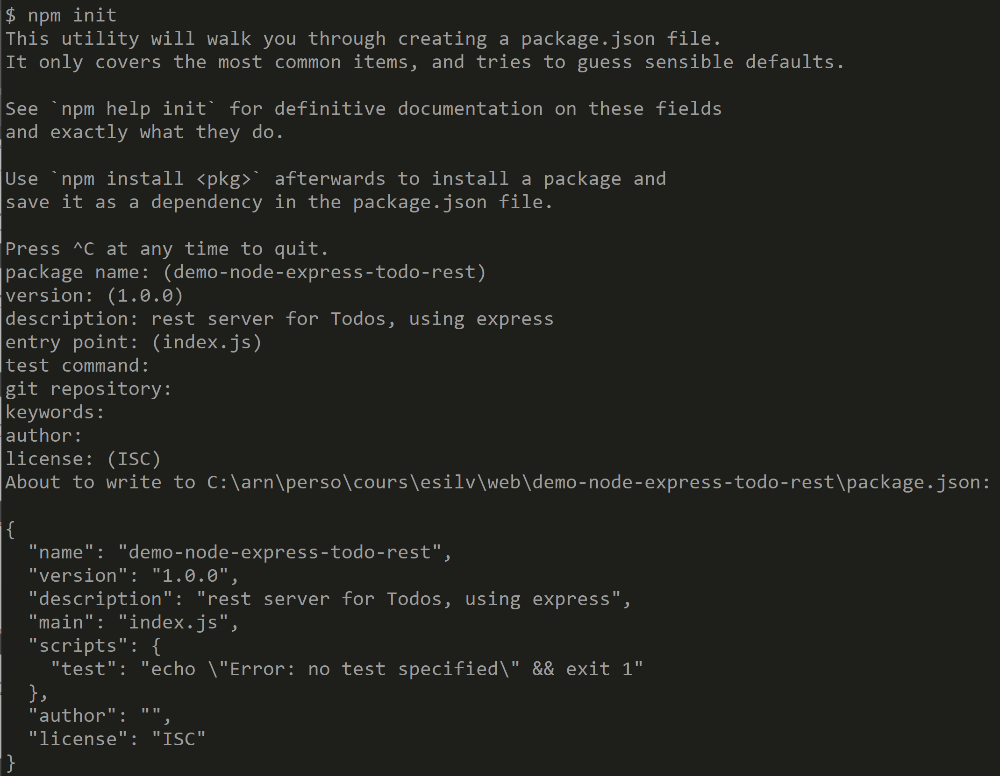 $ npm init
This utility will walk you through creating a package.json file.
It only covers the most common items, and tries to guess sensible defaults.
See `npm help init` for definitive documentation on these fields
and exactly what they do.
Use `npm install <pkg>` afterwards to install a package and
save it as a dependency in the package.json file.
Press ^C at any time to quit.
package name: (demo-node-express-todo-rest)
version: (1.0.0)
description: rest server for Todos, using express
entry point: (index.js)
test command:
git repository:
keywords:
author:
license: (ISC)
About to write to C:\arn\perso\cours\esilv\web\demo-node-express-todo-rest\package.json:
{
  "name": "demo-node-express-todo-rest",
  "version": "1.0.0",
  "description": "rest server for Todos, using express",
  "main": "index.js",
  "scripts": {
    "test": "echo \"Error: no test specified\" && exit 1"
  },
  "author": "",
  "license": "ISC"
}